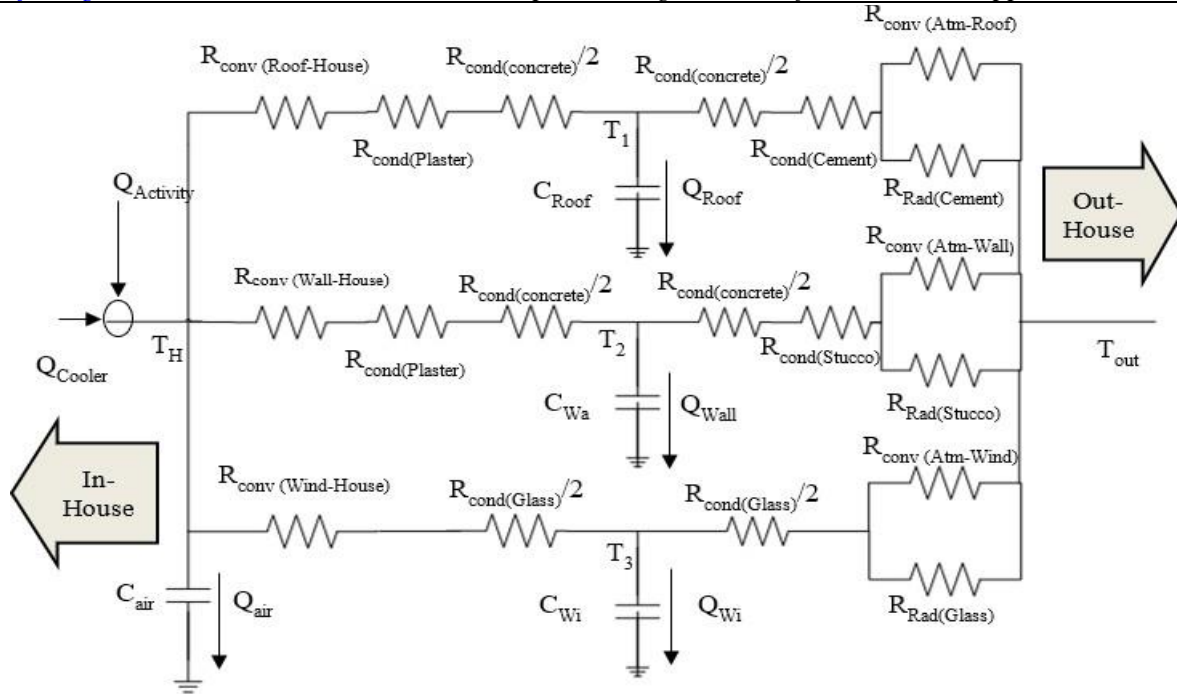 R_conv (Atm-Roof)
R_conv (Roof-House)
R_cond(concrete)/2
R_cond(concrete)/2
T_1
R_cond(Plaster)
R_cond(Cement)
Q_Activity
C_Roof
Q_Roof
R_Rad(Cement)
Out-
House
R_conv (Atm-Wall)
R_conv (Wall-House)
R_cond(concrete)/2
R_cond(concrete)/2
T_H
T_2
T_out
Q_Cooler
R_cond(Plaster)
R_cond(Stucco)
C_Wa
Q_Wall
R_Rad(Stucco)
In-
House
R_conv (Wind-House)
R_cond(Glass)/2
R_cond(Glass)/2
R_conv (Atm-Wind)
T_3
C_air
Q_air
C_Wi
Q_Wi
R_Rad(Glass)